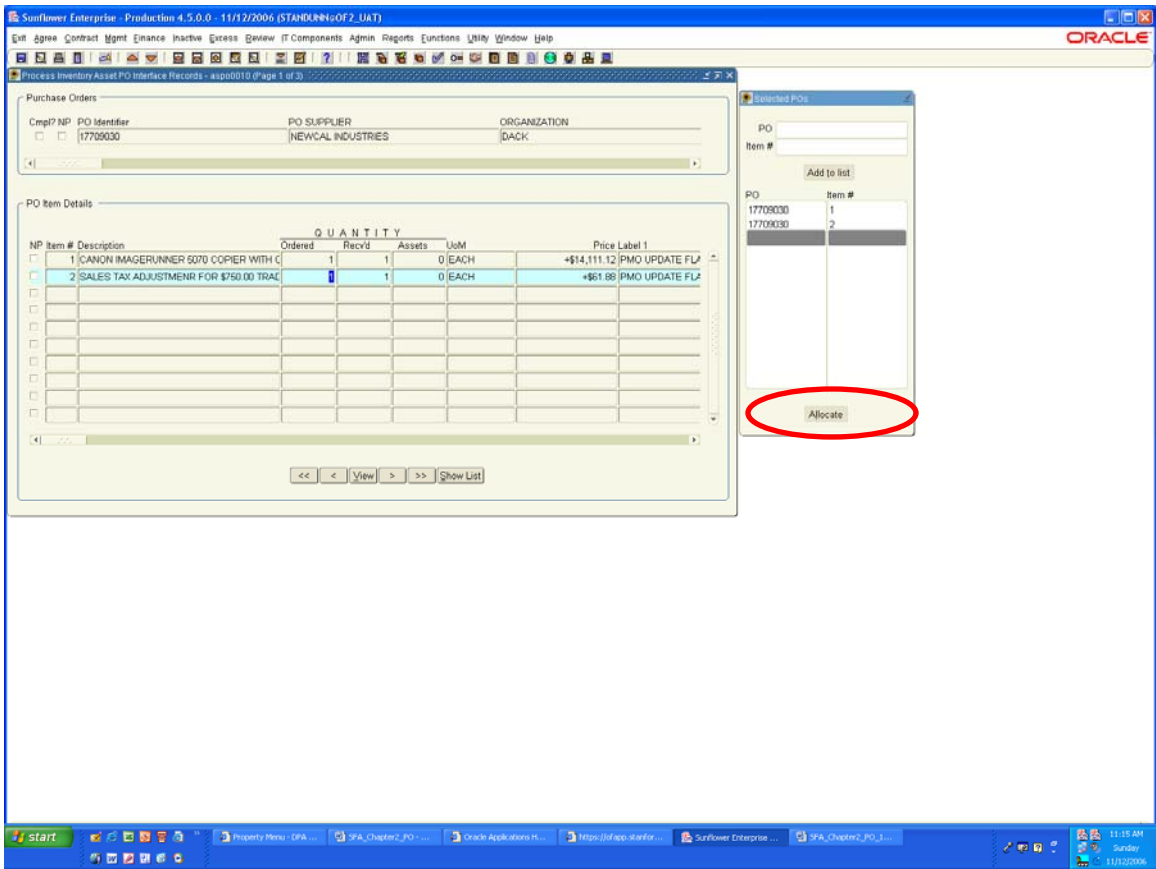 Sunflower Enterprise - Production 4.5.0.0 - 11/12/2006 (STANDUNN@OF2_UAT)
Exit Agree Contract Mgmt Finance Inactive Excess Review IT Components Admin Reports Functions Utility Window Help
ORACLE
Process Inventory Asset PO Interface Records - aspo0010 (Page 1 of 3)
Purchase Orders
Cmpl? NP PO Identifier PO SUPPLIER ORGANIZATION
17709030 NEWCAL INDUSTRIES DACK
PO Item Details
QUANTITY
NP Item # Description Ordered Recv'd Assets UoM Price Label 1
1 CANON IMAGERUNNER 5070 COPIER WITH C 1 1 0 EACH +$14,111.12 PMO UPDATE FLA
2 SALES TAX ADJUSTMENR FOR $750.00 TRAD 1 1 0 EACH +$61.88 PMO UPDATE FLA
<< < View > >> Show List
Selected POs
PO
Item #
Add to list
PO Item #
17709030 1
17709030 2
Allocate
start
Property Menu - DPA ...
SFA_Chapter2_PO - ...
Oracle Applications H...
https://ofapp.stanfor...
Sunflower Enterprise ...
SFA_Chapter2_PO_1...
11:15 AM
Sunday
11/12/2006